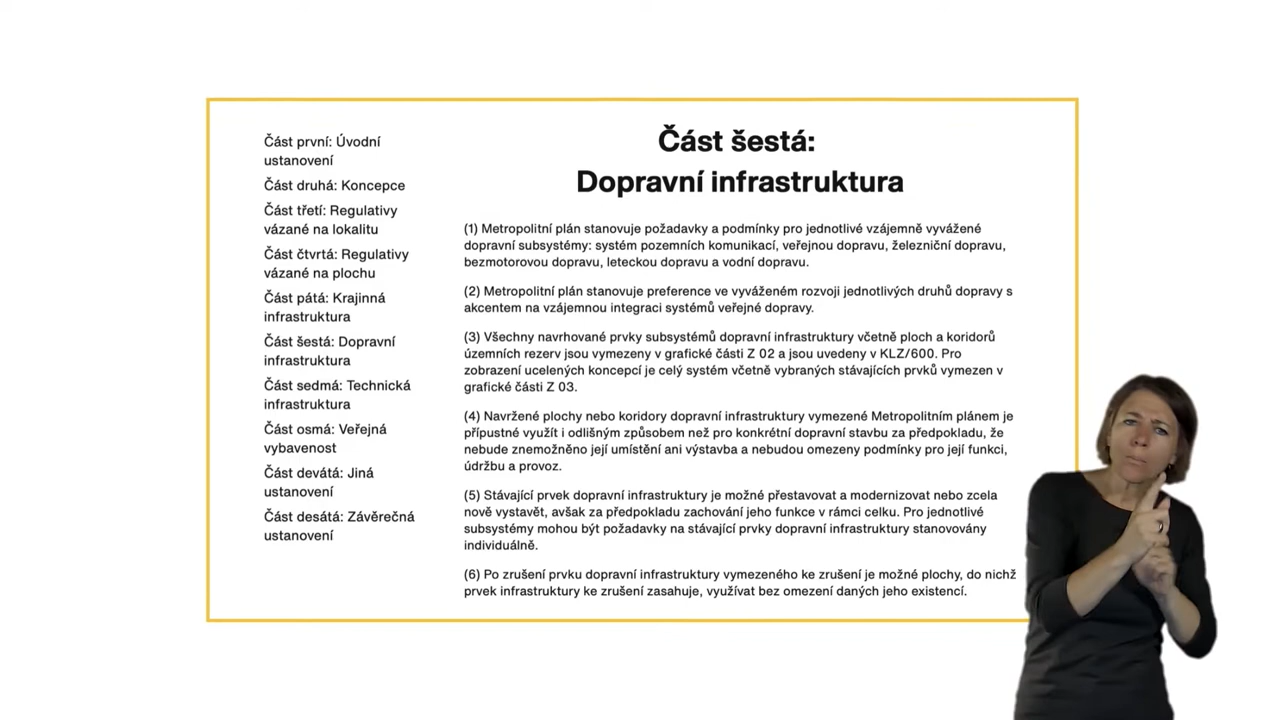 Část první: Úvodní
ustanovení
Část druhá: Koncepce
Část třetí: Regulativy
vázané na lokalitu
Část čtvrtá: Regulativy
vázané na plochu
Část pátá: Krajinná
infrastruktura
Část šestá: Dopravní
infrastruktura
Část sedmá: Technická
infrastruktura
Část osmá: Veřejná
vybavenost
Část devátá: Jiná
ustanovení
Část desátá: Závěrečná
ustanovení
Část šestá:
Dopravní infrastruktura
(1) Metropolitní plán stanovuje požadavky a podmínky pro jednotlivé vzájemně vyvážené
dopravní subsystémy: systém pozemních komunikací, veřejnou dopravu, železniční dopravu,
bezmotorovou dopravu, leteckou dopravu a vodní dopravu.
(2) Metropolitní plán stanovuje preference ve vyváženém rozvoji jednotlivých druhů dopravy s
akcentem na vzájemnou integraci systémů veřejné dopravy.
(3) Všechny navrhované prvky subsystémů dopravní infrastruktury včetně ploch a koridorů
územních rezerv jsou vymezeny v grafické části Z 02 a jsou uvedeny v KLZ/600. Pro
zobrazení ucelených koncepcí je celý systém včetně vybraných stávajících prvků vymezen v
grafické části Z 03.
(4) Navržené plochy nebo koridory dopravní infrastruktury vymezené Metropolitním plánem je
přípustné využít i odlišným způsobem než pro konkrétní dopravní stavbu za předpokladu, že
nebude znemožněno její umístění ani výstavba a nebudou omezeny podmínky pro její funkci,
údržbu a provoz.
(5) Stávající prvek dopravní infrastruktury je možné přestavovat a modernizovat nebo zcela
nově vystavět, avšak za předpokladu zachování jeho funkce v rámci celku. Pro jednotlivé
subsystémy mohou být požadavky na stávající prvky dopravní infrastruktury stanovovány
individuálně.
(6) Po zrušení prvku dopravní infrastruktury vymezeného ke zrušení je možné plochy, do nichž
prvek infrastruktury ke zrušení zasahuje, využívat bez omezení daných jeho existencí.